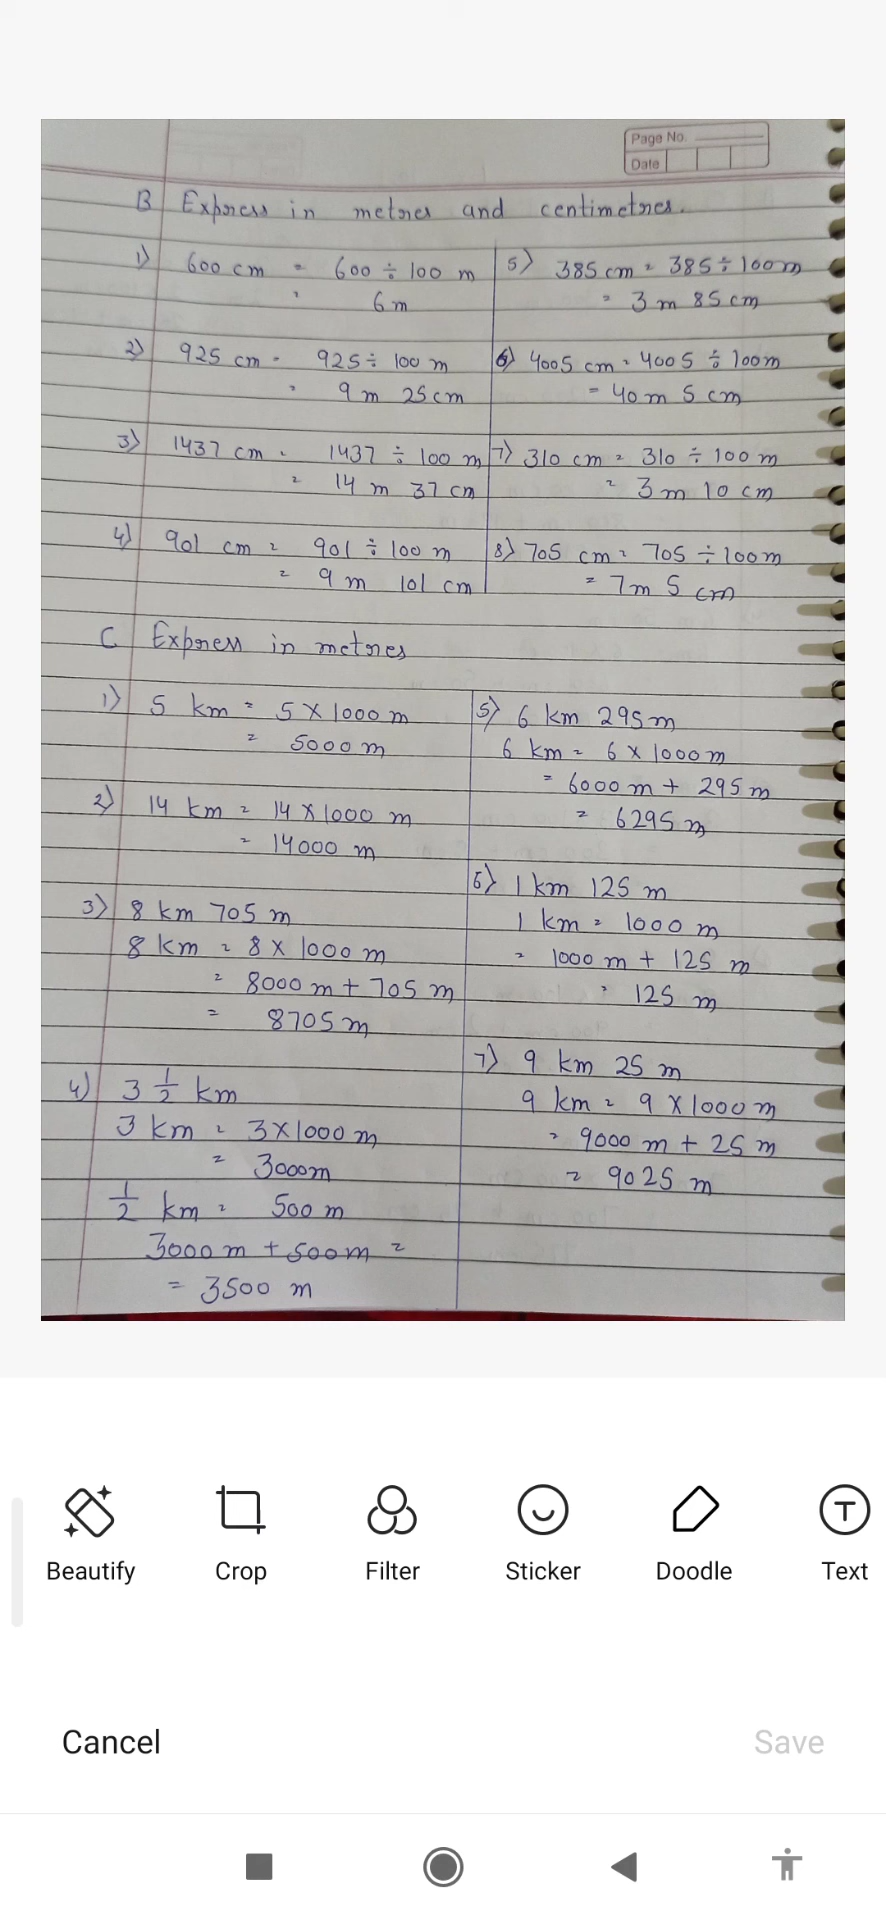 Page No.
Date
B Express in metres and centimetres.
1) 600 cm = 600 ÷ 100 m
= 6 m
2) 925 cm = 925 ÷ 100 m
= 9 m 25 cm
3) 1437 cm = 1437 ÷ 100 m
= 14 m 37 cm
4) 901 cm = 901 ÷ 100 m
= 9 m 101 cm
5) 385 cm = 385 ÷ 100 m
= 3 m 85 cm
6) 4005 cm = 4005 ÷ 100 m
= 40 m 5 cm
7) 310 cm = 310 ÷ 100 m
= 3 m 10 cm
8) 705 cm = 705 ÷ 100 m
= 7 m 5 cm
C Express in metres
1) 5 km = 5 × 1000 m
= 5000 m
2) 14 km = 14 × 1000 m
= 14000 m
3) 8 km 705 m
8 km = 8 × 1000 m
= 8000 m + 705 m
= 8705 m
4) 3 1/2 km
3 km = 3 × 1000 m
= 3000 m
1/2 km = 500 m
3000 m + 500 m =
= 3500 m
5) 6 km 295 m
6 km = 6 × 1000 m
= 6000 m + 295 m
= 6295 m
6) 1 km 125 m
1 km = 1000 m
= 1000 m + 125 m
= 125 m
7) 9 km 25 m
9 km = 9 × 1000 m
= 9000 m + 25 m
= 9025 m
Beautify Crop Filter Sticker Doodle Text
Cancel Save